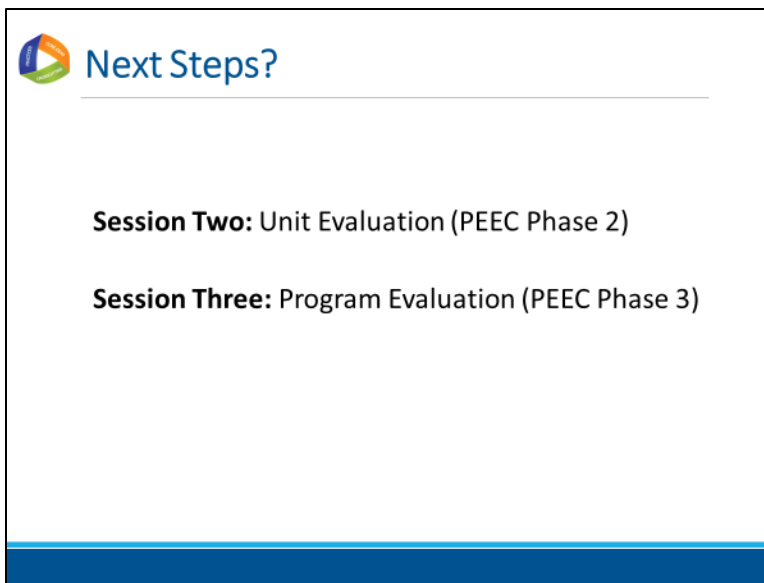 Next Steps?
Session Two: Unit Evaluation (PEEC Phase 2)
Session Three: Program Evaluation (PEEC Phase 3)